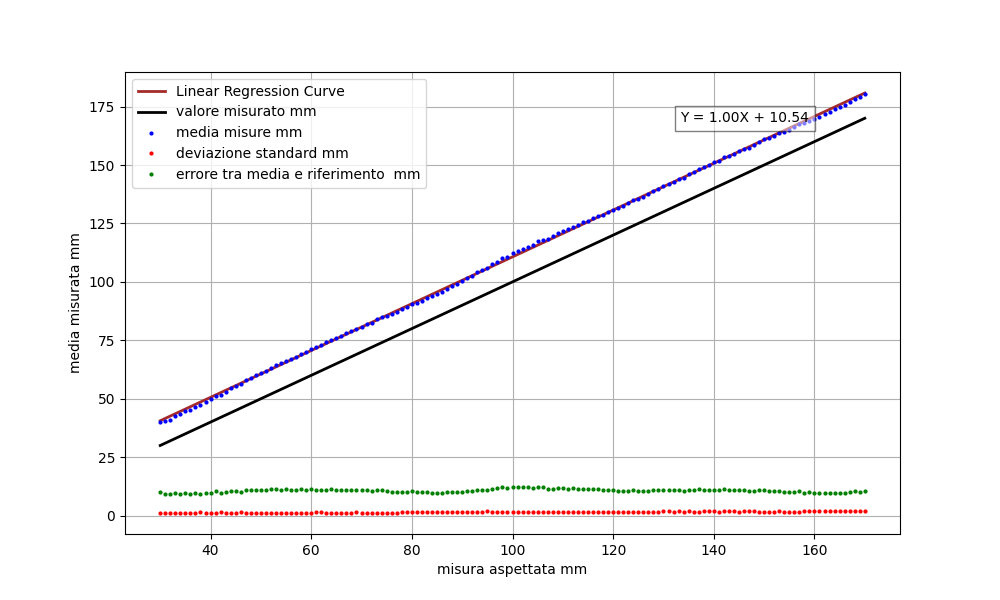 Linear Regression Curve
valore misurato mm
media misure mm
deviazione standard mm
errore tra media e riferimento  mm
Y = 1.00X + 10.54
175
150
125
100
75
50
25
0
media misurata mm
40 60 80 100 120 140 160
misura aspettata mm